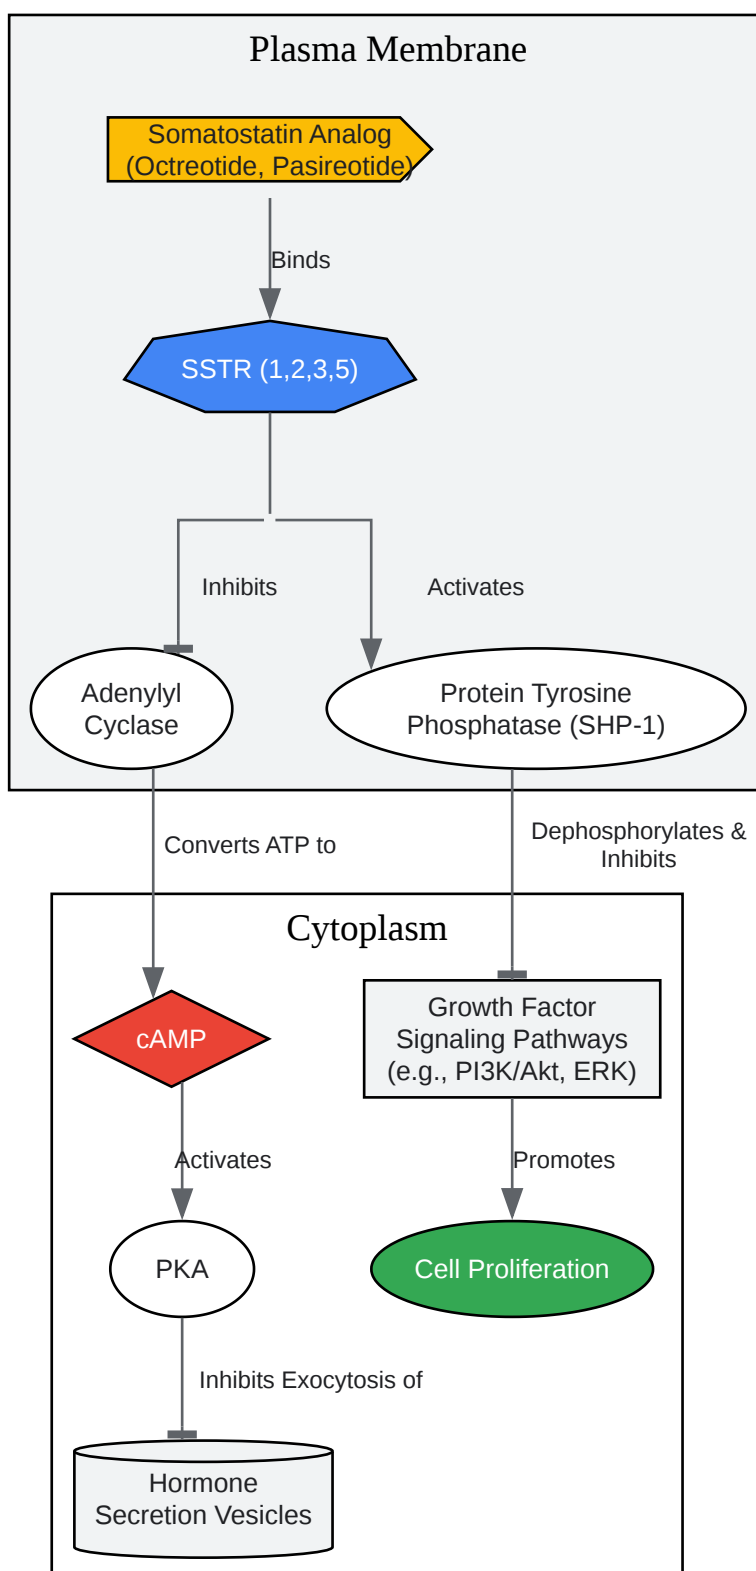 Plasma Membrane
Somatostatin Analog
(Octreotide, Pasireotide)
Binds
SSTR (1,2,3,5)
Inhibits
Activates
Adenylyl
Cyclase
Protein Tyrosine
Phosphatase (SHP-1)
Converts ATP to
Dephosphorylates &
Inhibits
Cytoplasm
cAMP
Growth Factor
Signaling Pathways
(e.g., PI3K/Akt, ERK)
Activates
Promotes
PKA
Cell Proliferation
Inhibits Exocytosis of
Hormone
Secretion Vesicles